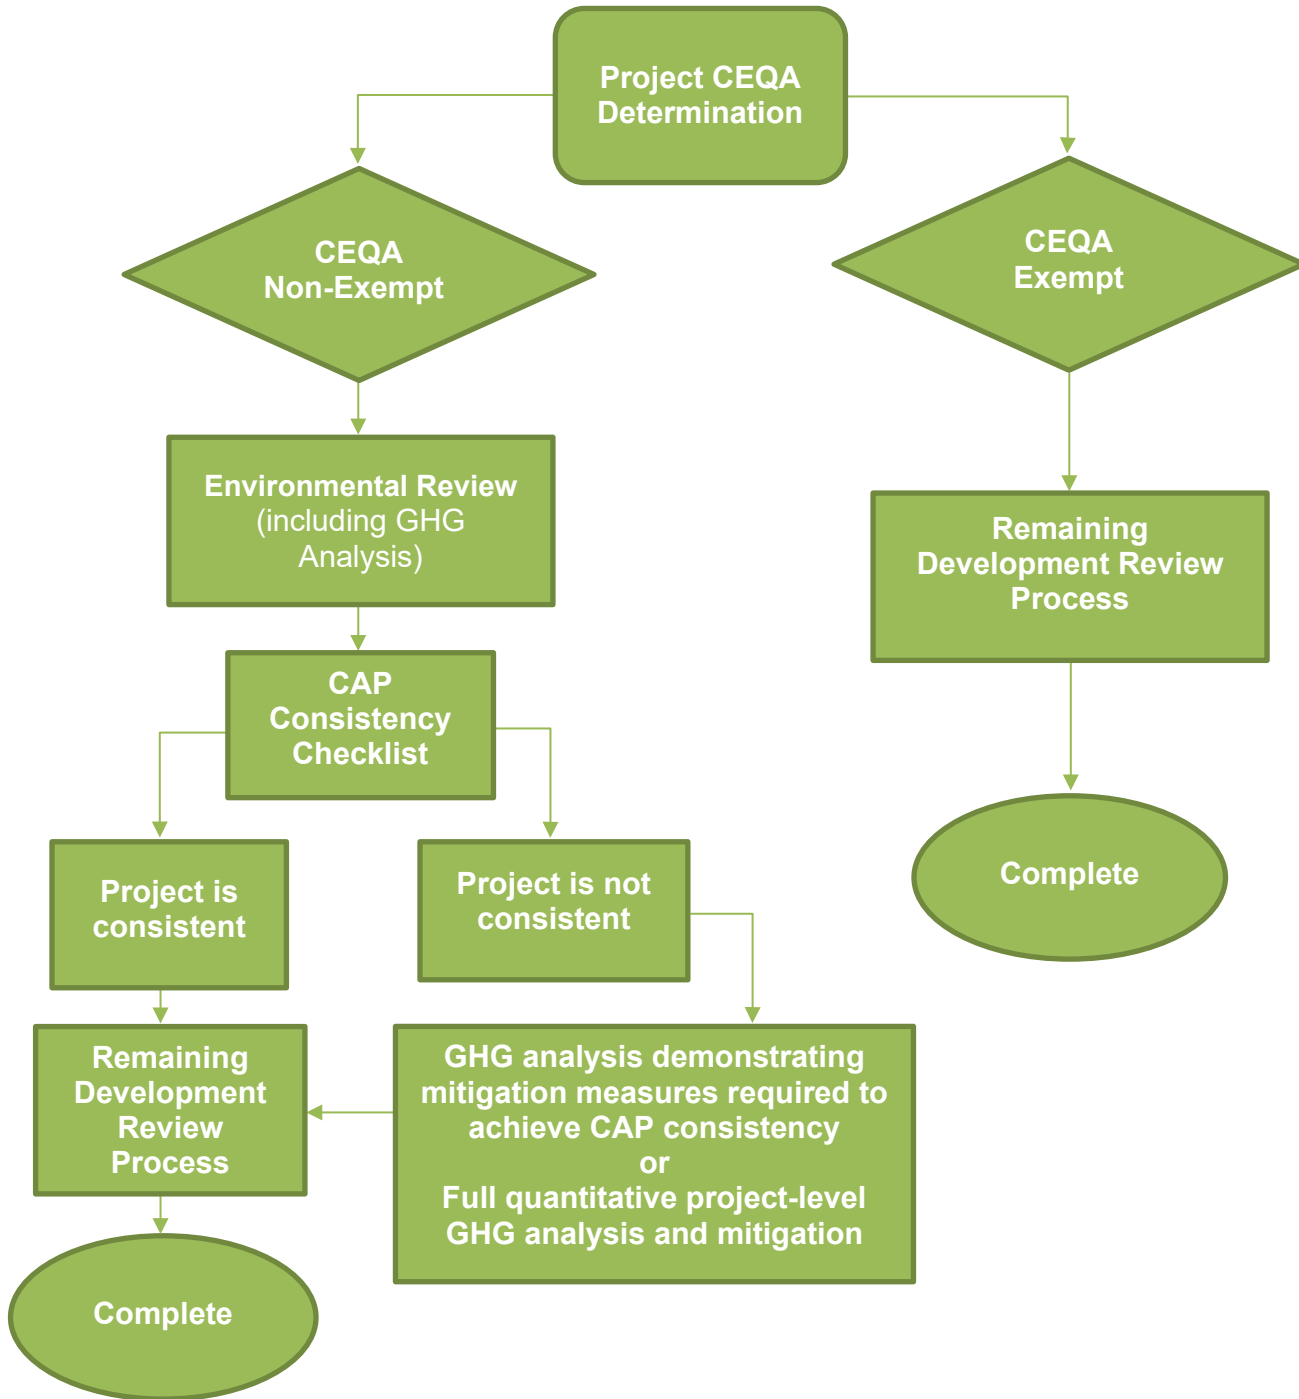 Project CEQA
Determination
CEQA
Non-Exempt
CEQA
Exempt
Environmental Review
(including GHG
Analysis)
Remaining
Development Review
Process
CAP
Consistency
Checklist
Project is
consistent
Project is not
consistent
Complete
Remaining
Development
Review
Process
GHG analysis demonstrating
mitigation measures required to
achieve CAP consistency
or
Full quantitative project-level
GHG analysis and mitigation
Complete